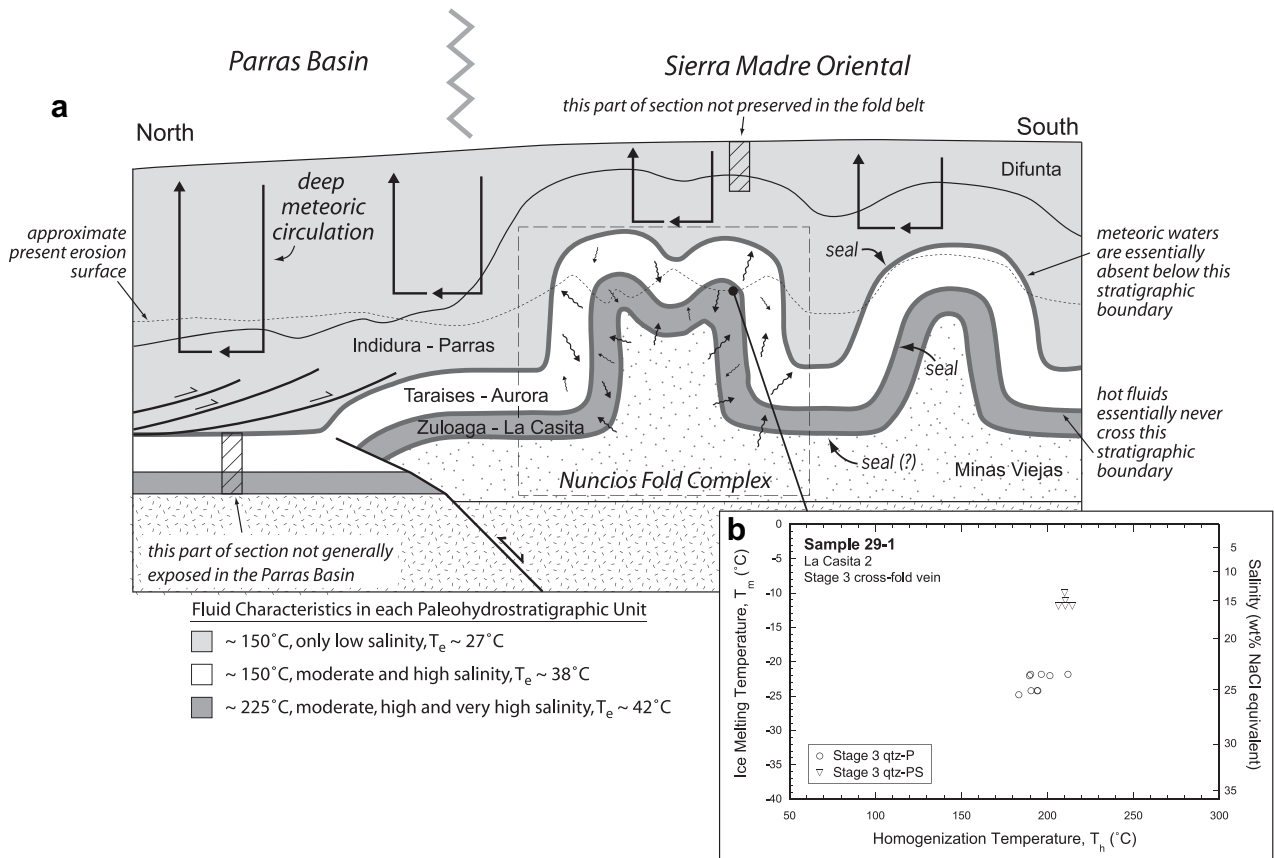 Parras Basin
Sierra Madre Oriental
a
this part of section not preserved in the fold belt
North
South
Difunta
deep
meteoric
circulation
approximate
present erosion
surface
seal
meteoric waters
are essentially
absent below this
stratigraphic
boundary
Indidura - Parras
seal
Taraises - Aurora
Zuloaga - La Casita
hot fluids
essentially never
cross this
stratigraphic
boundary
seal (?)
Minas Viejas
Nuncios Fold Complex
this part of section not generally
exposed in the Parras Basin
Fluid Characteristics in each Paleohydrostratigraphic Unit
~ 150˚C, only low salinity, Te ~ 27˚C
~ 150˚C, moderate and high salinity, Te ~ 38˚C
~ 225˚C, moderate, high and very high salinity, Te ~ 42˚C
b
Sample 29-1
La Casita 2
Stage 3 cross-fold vein
Ice Melting Temperature, Tm (˚C)
0
-5
-10
-15
-20
-25
-30
-35
-40
Salinity (wt% NaCl equivalent)
5
10
15
20
25
30
35
Stage 3 qtz-P
Stage 3 qtz-PS
50
100
150
200
250
300
Homogenization Temperature, Th (˚C)